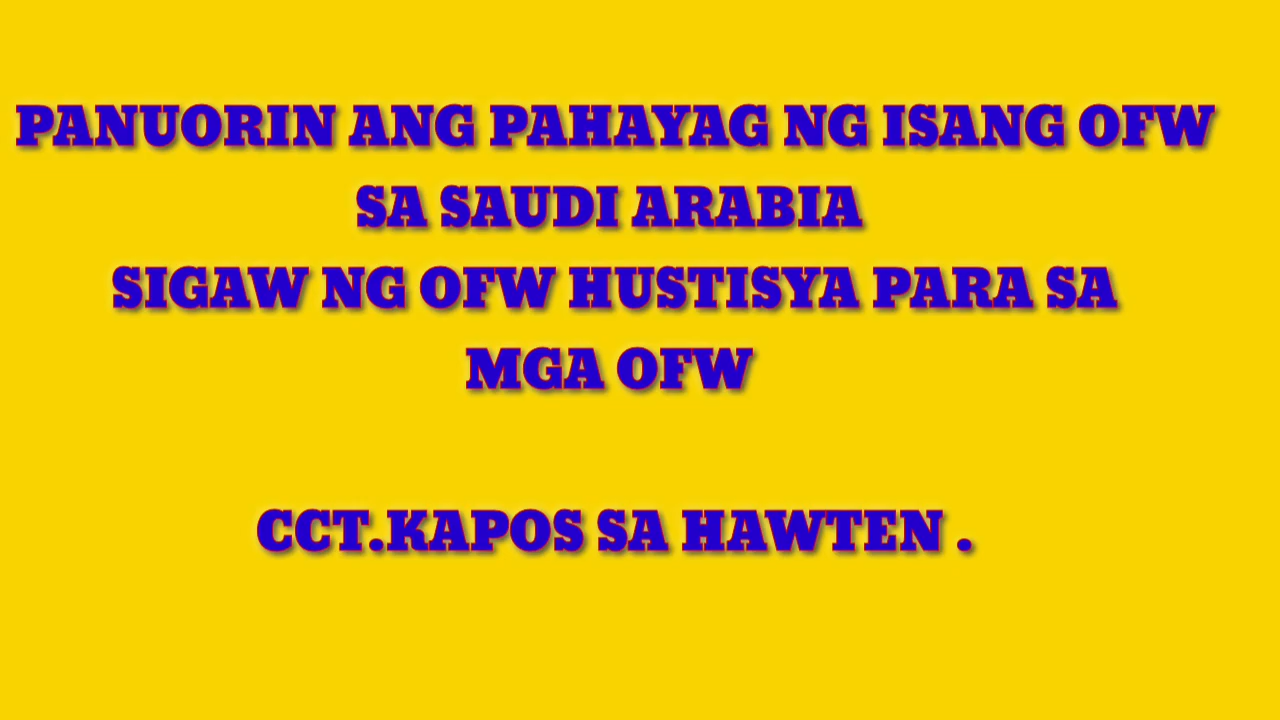 PANUORIN ANG PAHAYAG NG ISANG OFW
SA SAUDI ARABIA
SIGAW NG OFW HUSTISYA PARA SA
MGA OFW
CCT.KAPOS SA HAWTEN .